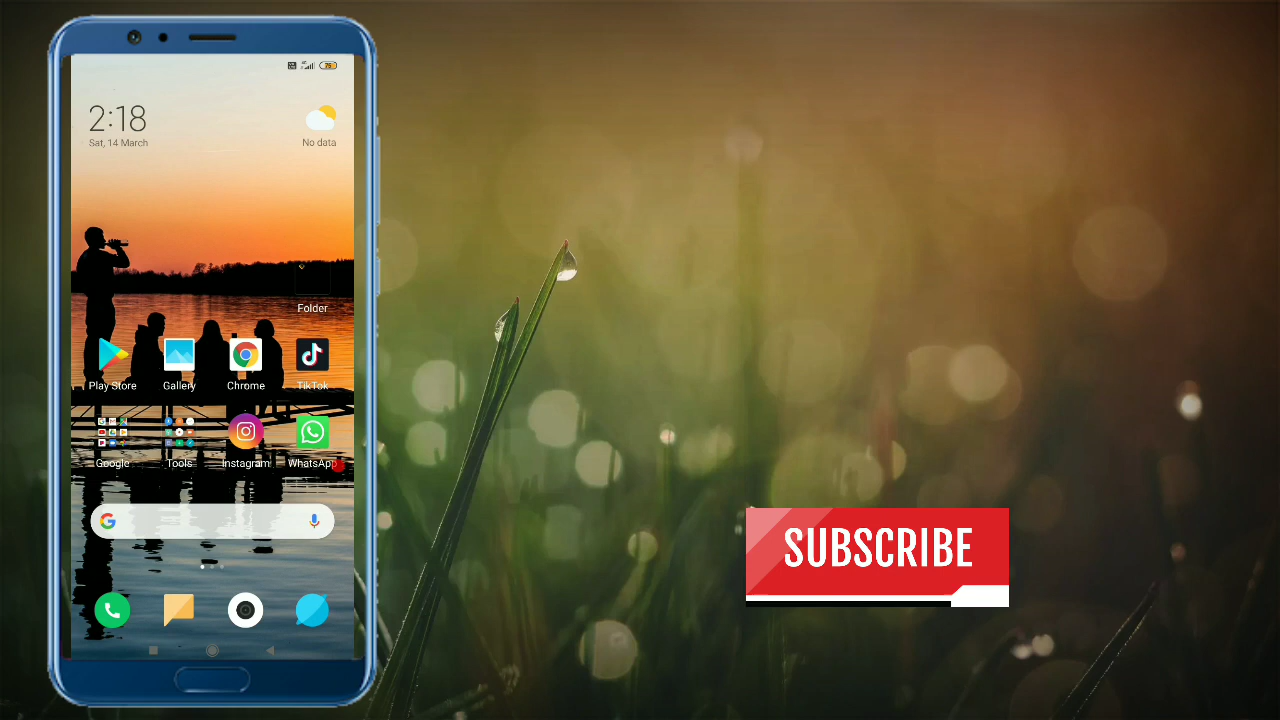 2:18
Sat, 14 March
No data
Folder
Play Store
Gallery
Chrome
TikTok
Google
Tools
Instagram
WhatsApp
SUBSCRIBE